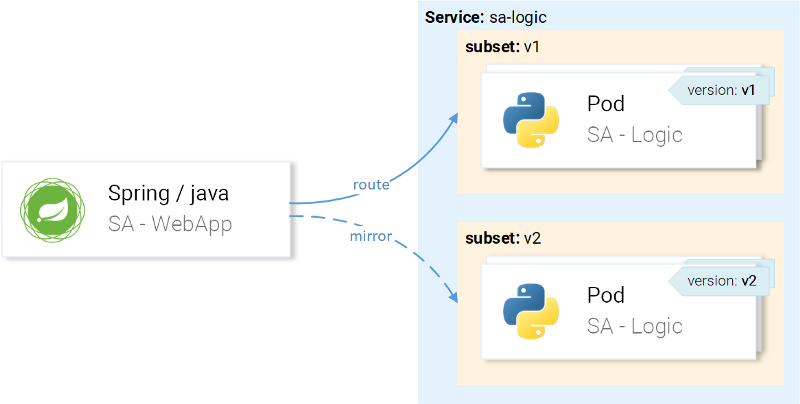 Service: sa-logic
subset: v1
version: v1
Pod
SA - Logic
Spring / java
SA - WebApp
route
mirror
subset: v2
version: v2
Pod
SA - Logic